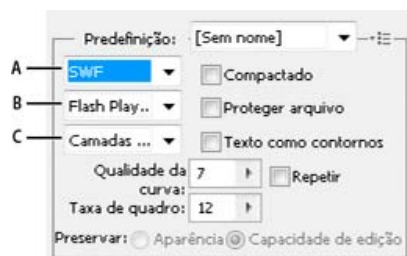 Predefinição: [Sem nome]
A SWF Compactado
B Flash Play.. Proteger arquivo
C Camadas ... Texto como contornos
Qualidade da curva: 7 Repetir
Taxa de quadro: 12
Preservar: Aparência Capacidade de edição